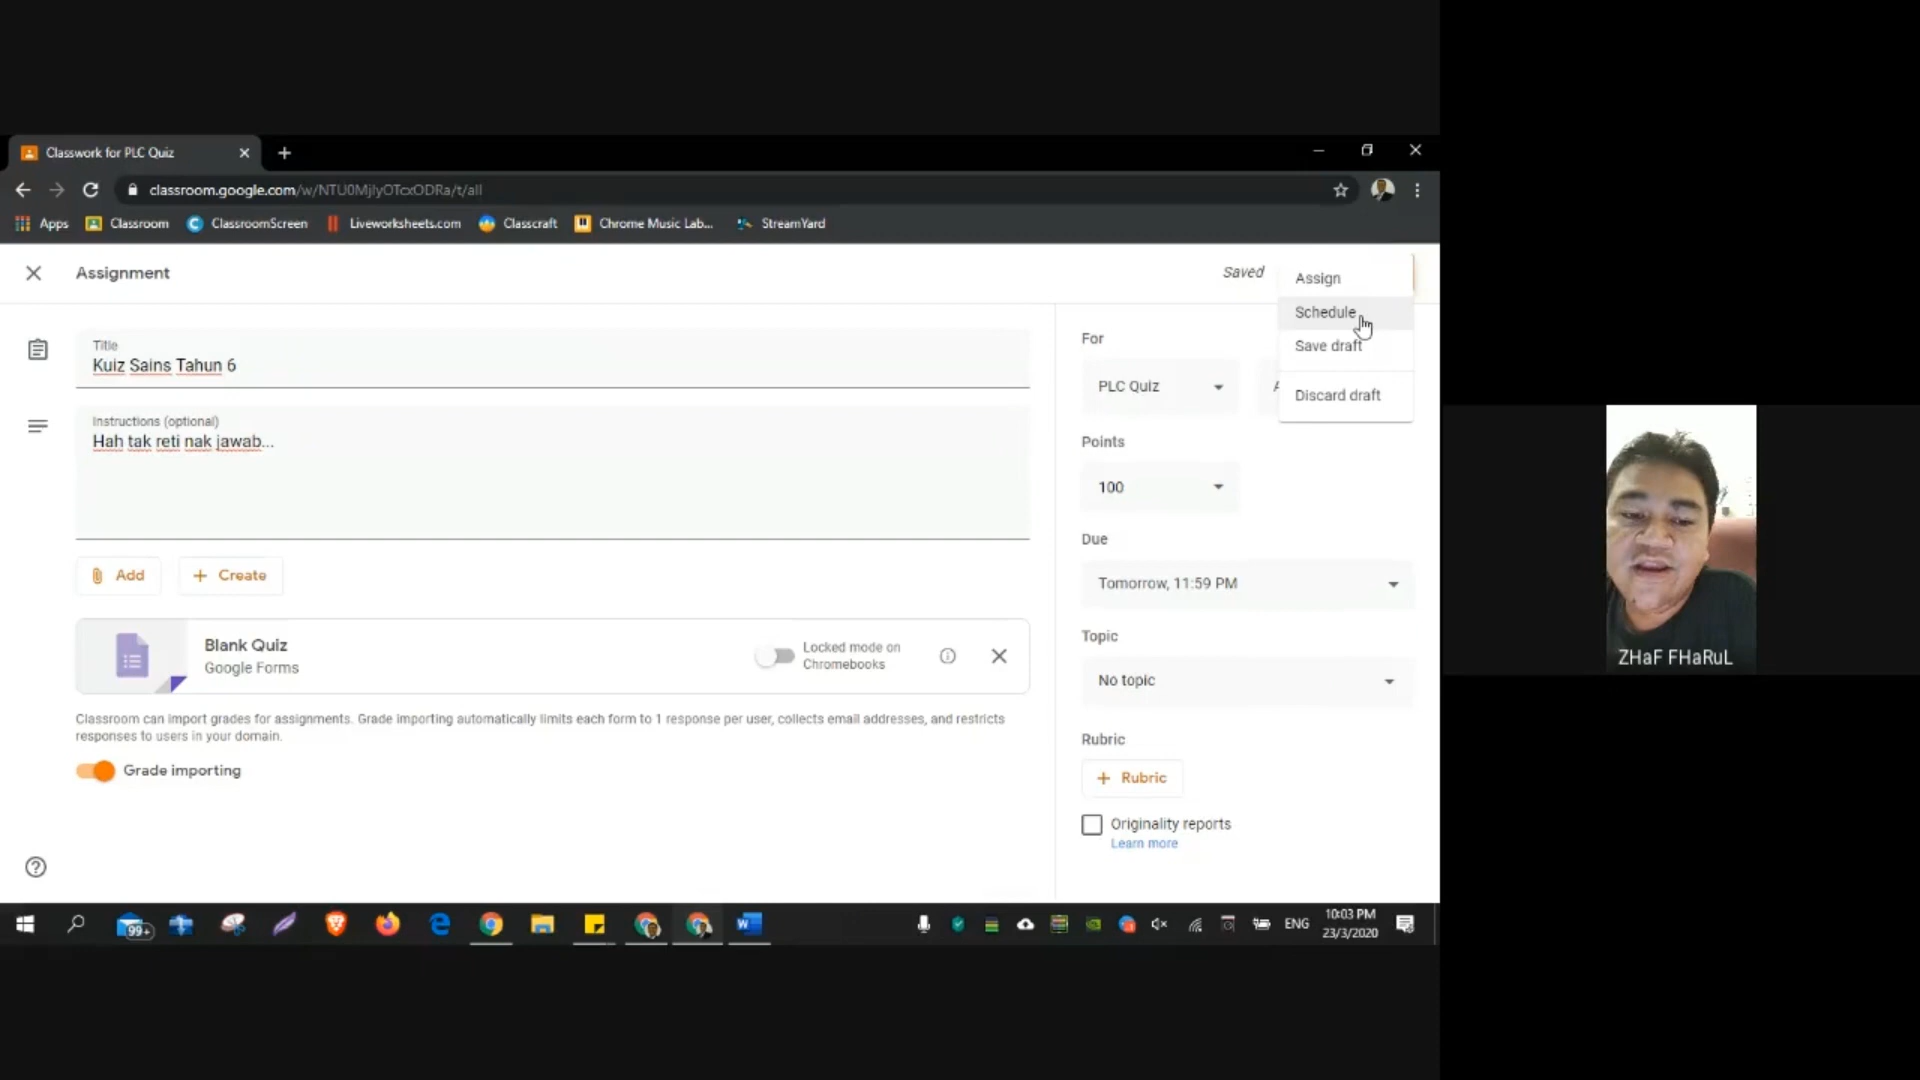 Classwork for PLC Quiz
classroom.google.com/w/NTU0MjIyOTcxODRa/t/all
Apps Classroom ClassroomScreen Liveworksheets.com Classcraft Chrome Music Lab... StreamYard
Assignment
Saved
Assign
Schedule
Save draft
Discard draft
Title
Kuiz Sains Tahun 6
Instructions (optional)
Hah tak reti nak jawab...
Add
Create
Blank Quiz
Google Forms
Locked mode on
Chromebooks
Classroom can import grades for assignments. Grade importing automatically limits each form to 1 response per user, collects email addresses, and restricts
responses to users in your domain.
Grade importing
For
PLC Quiz
Points
100
Due
Tomorrow, 11:59 PM
Topic
No topic
Rubric
Rubric
Originality reports
Learn more
ZHaF FHaRuL
99+
ENG
10:03 PM
23/3/2020